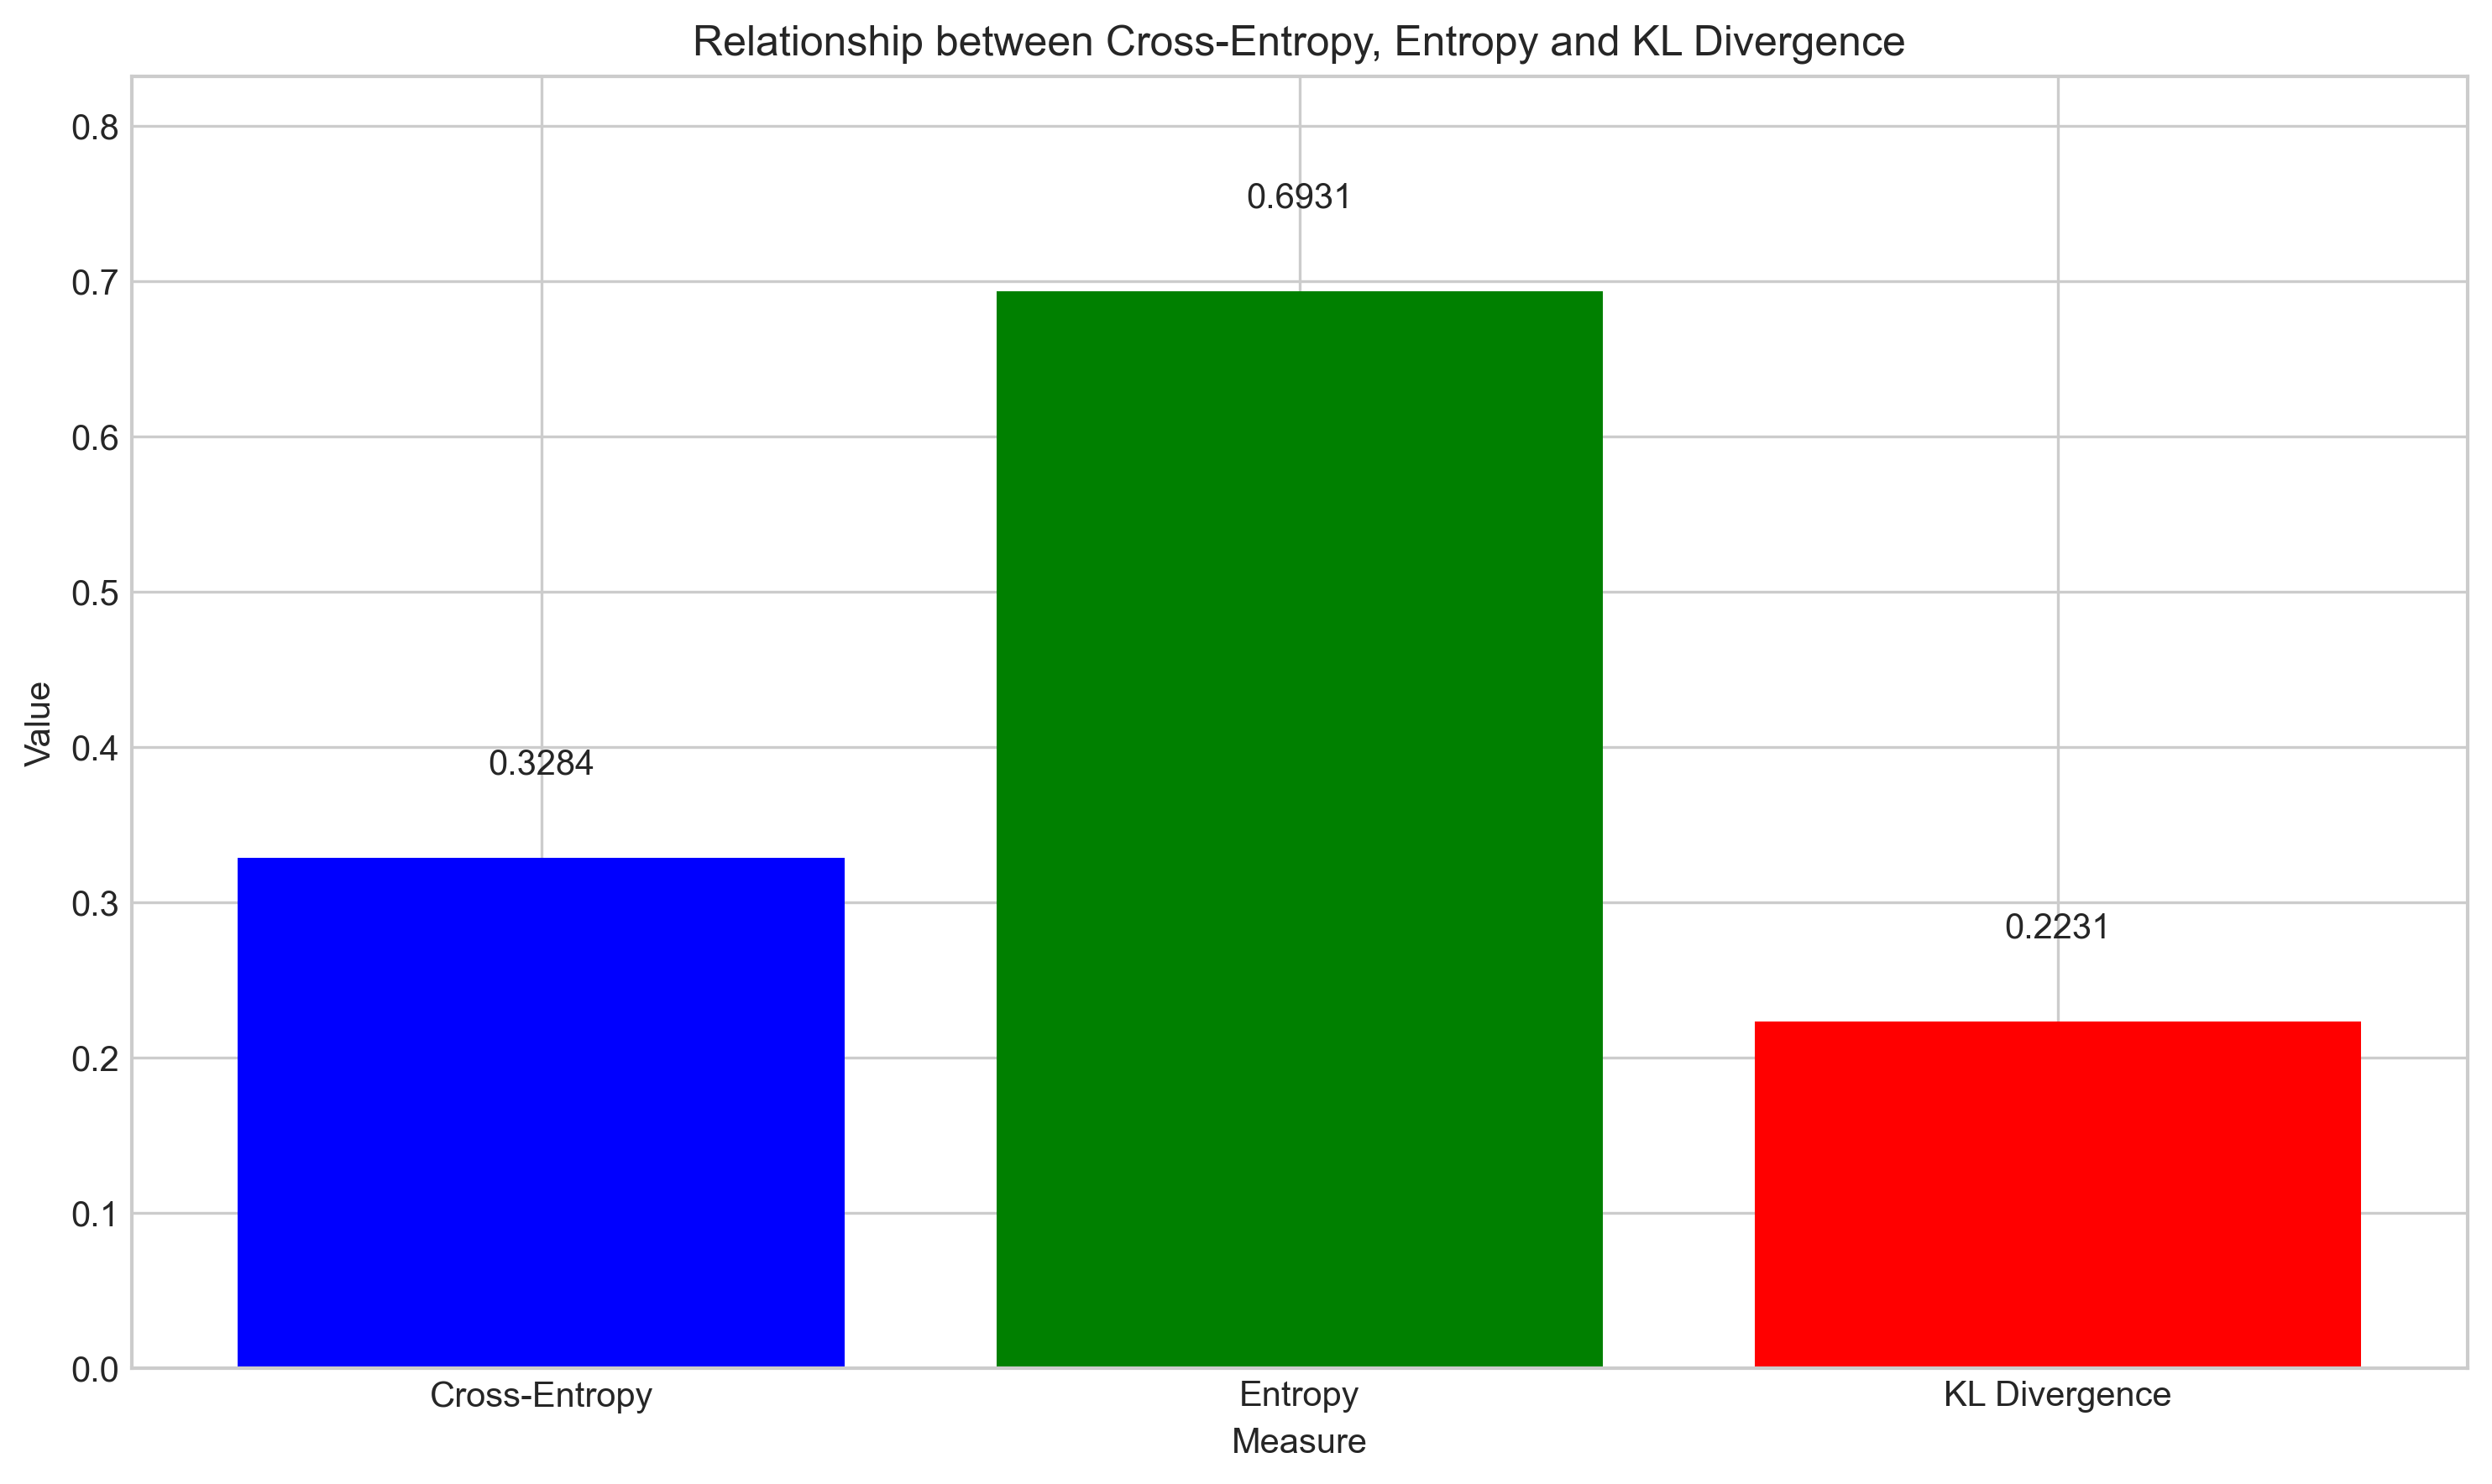 Relationship between Cross-Entropy, Entropy and KL Divergence
0.8
0.7
0.6
0.5
0.4
0.3
0.2
0.1
0.0
Value
0.3284
0.6931
0.2231
Cross-Entropy
Entropy
KL Divergence
Measure